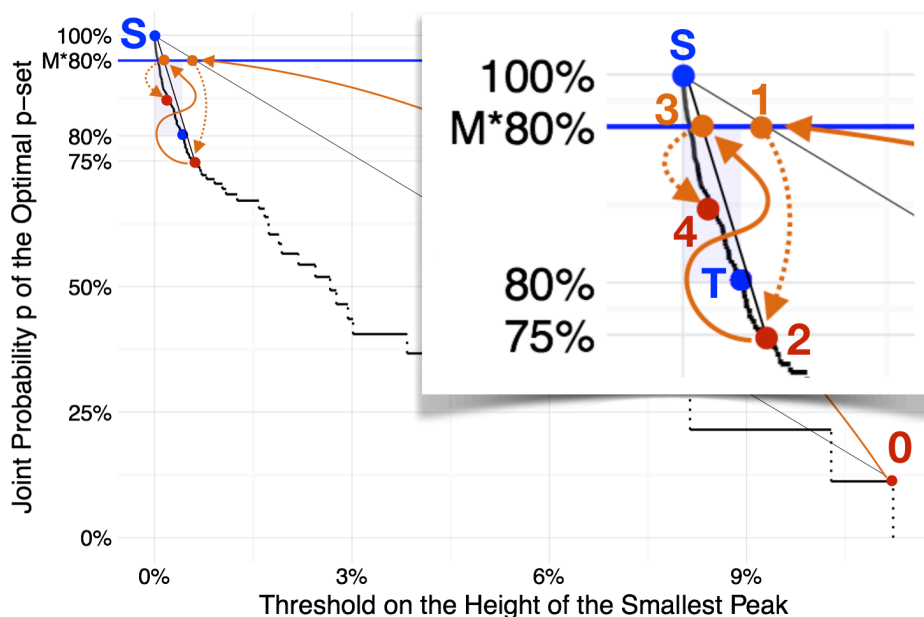 Joint Probability p of the Optimal p−set
100%
M*80%
80%
75%
50%
25%
0%
S
S
100%
M*80%
80%
75%
3
1
4
T
2
0
0%
3%
6%
9%
Threshold on the Height of the Smallest Peak